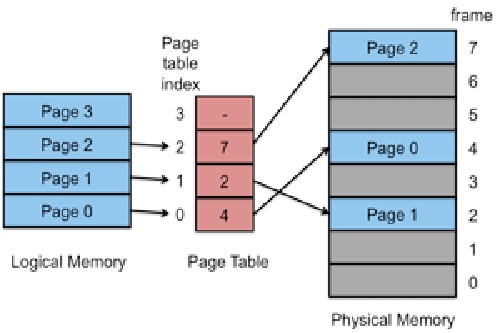 frame
Page
table
index
Page 3
Page 2
Page 1
Page 0
3 -
2 7
1 2
0 4
Page 2 7
6
5
Page 0 4
3
Page 1 2
1
0
Logical Memory
Page Table
Physical Memory